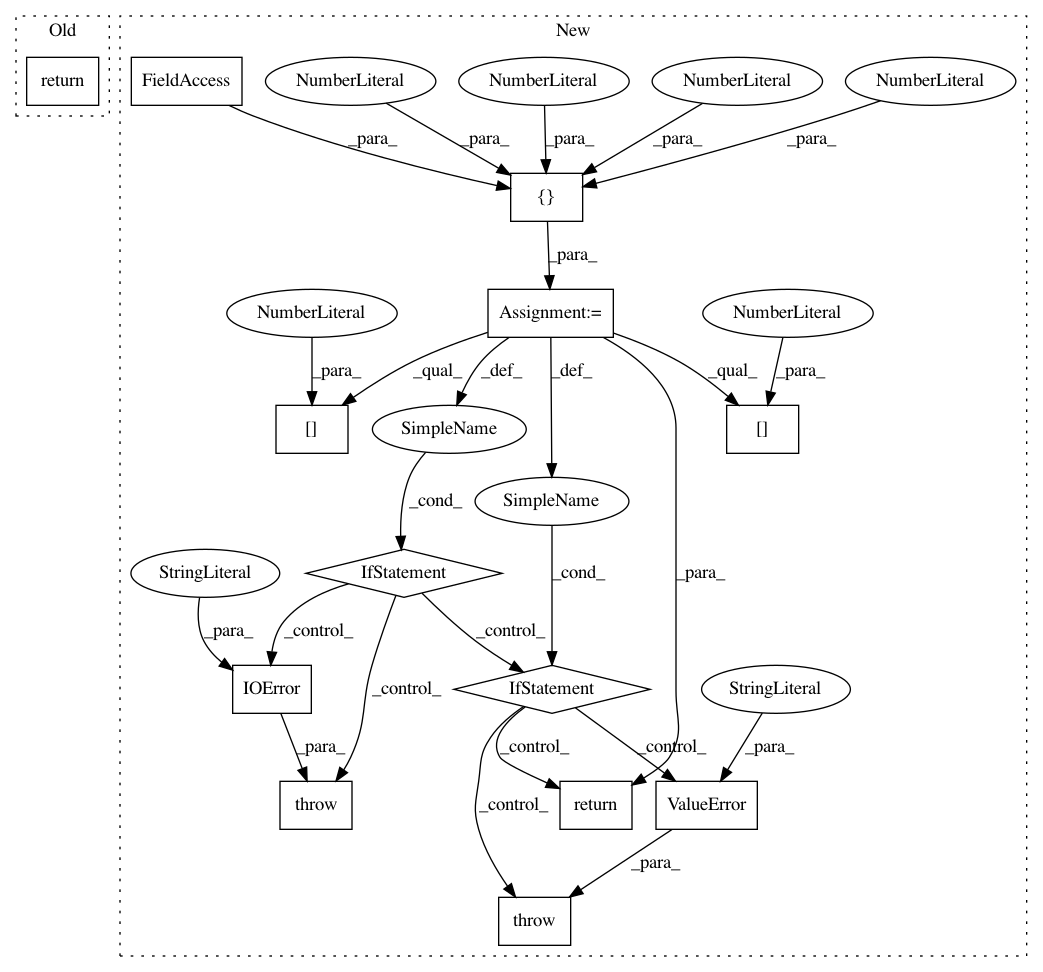 Old
New
return
FieldAccess
NumberLiteral
NumberLiteral
NumberLiteral
NumberLiteral
_para_
_para_
_para_
_para_
_para_
{}
_para_
NumberLiteral
Assignment:=
NumberLiteral
_para_
_qual_
_def_
_def_
_qual_
_para_
[]
SimpleName
[]
SimpleName
_cond_
StringLiteral
IfStatement
_cond_
_para_
_para_
_control_
_control_
_control_
IOError
IfStatement
StringLiteral
_para_
_control_
_control_
_para_
throw
_control_
return
ValueError
_para_
throw